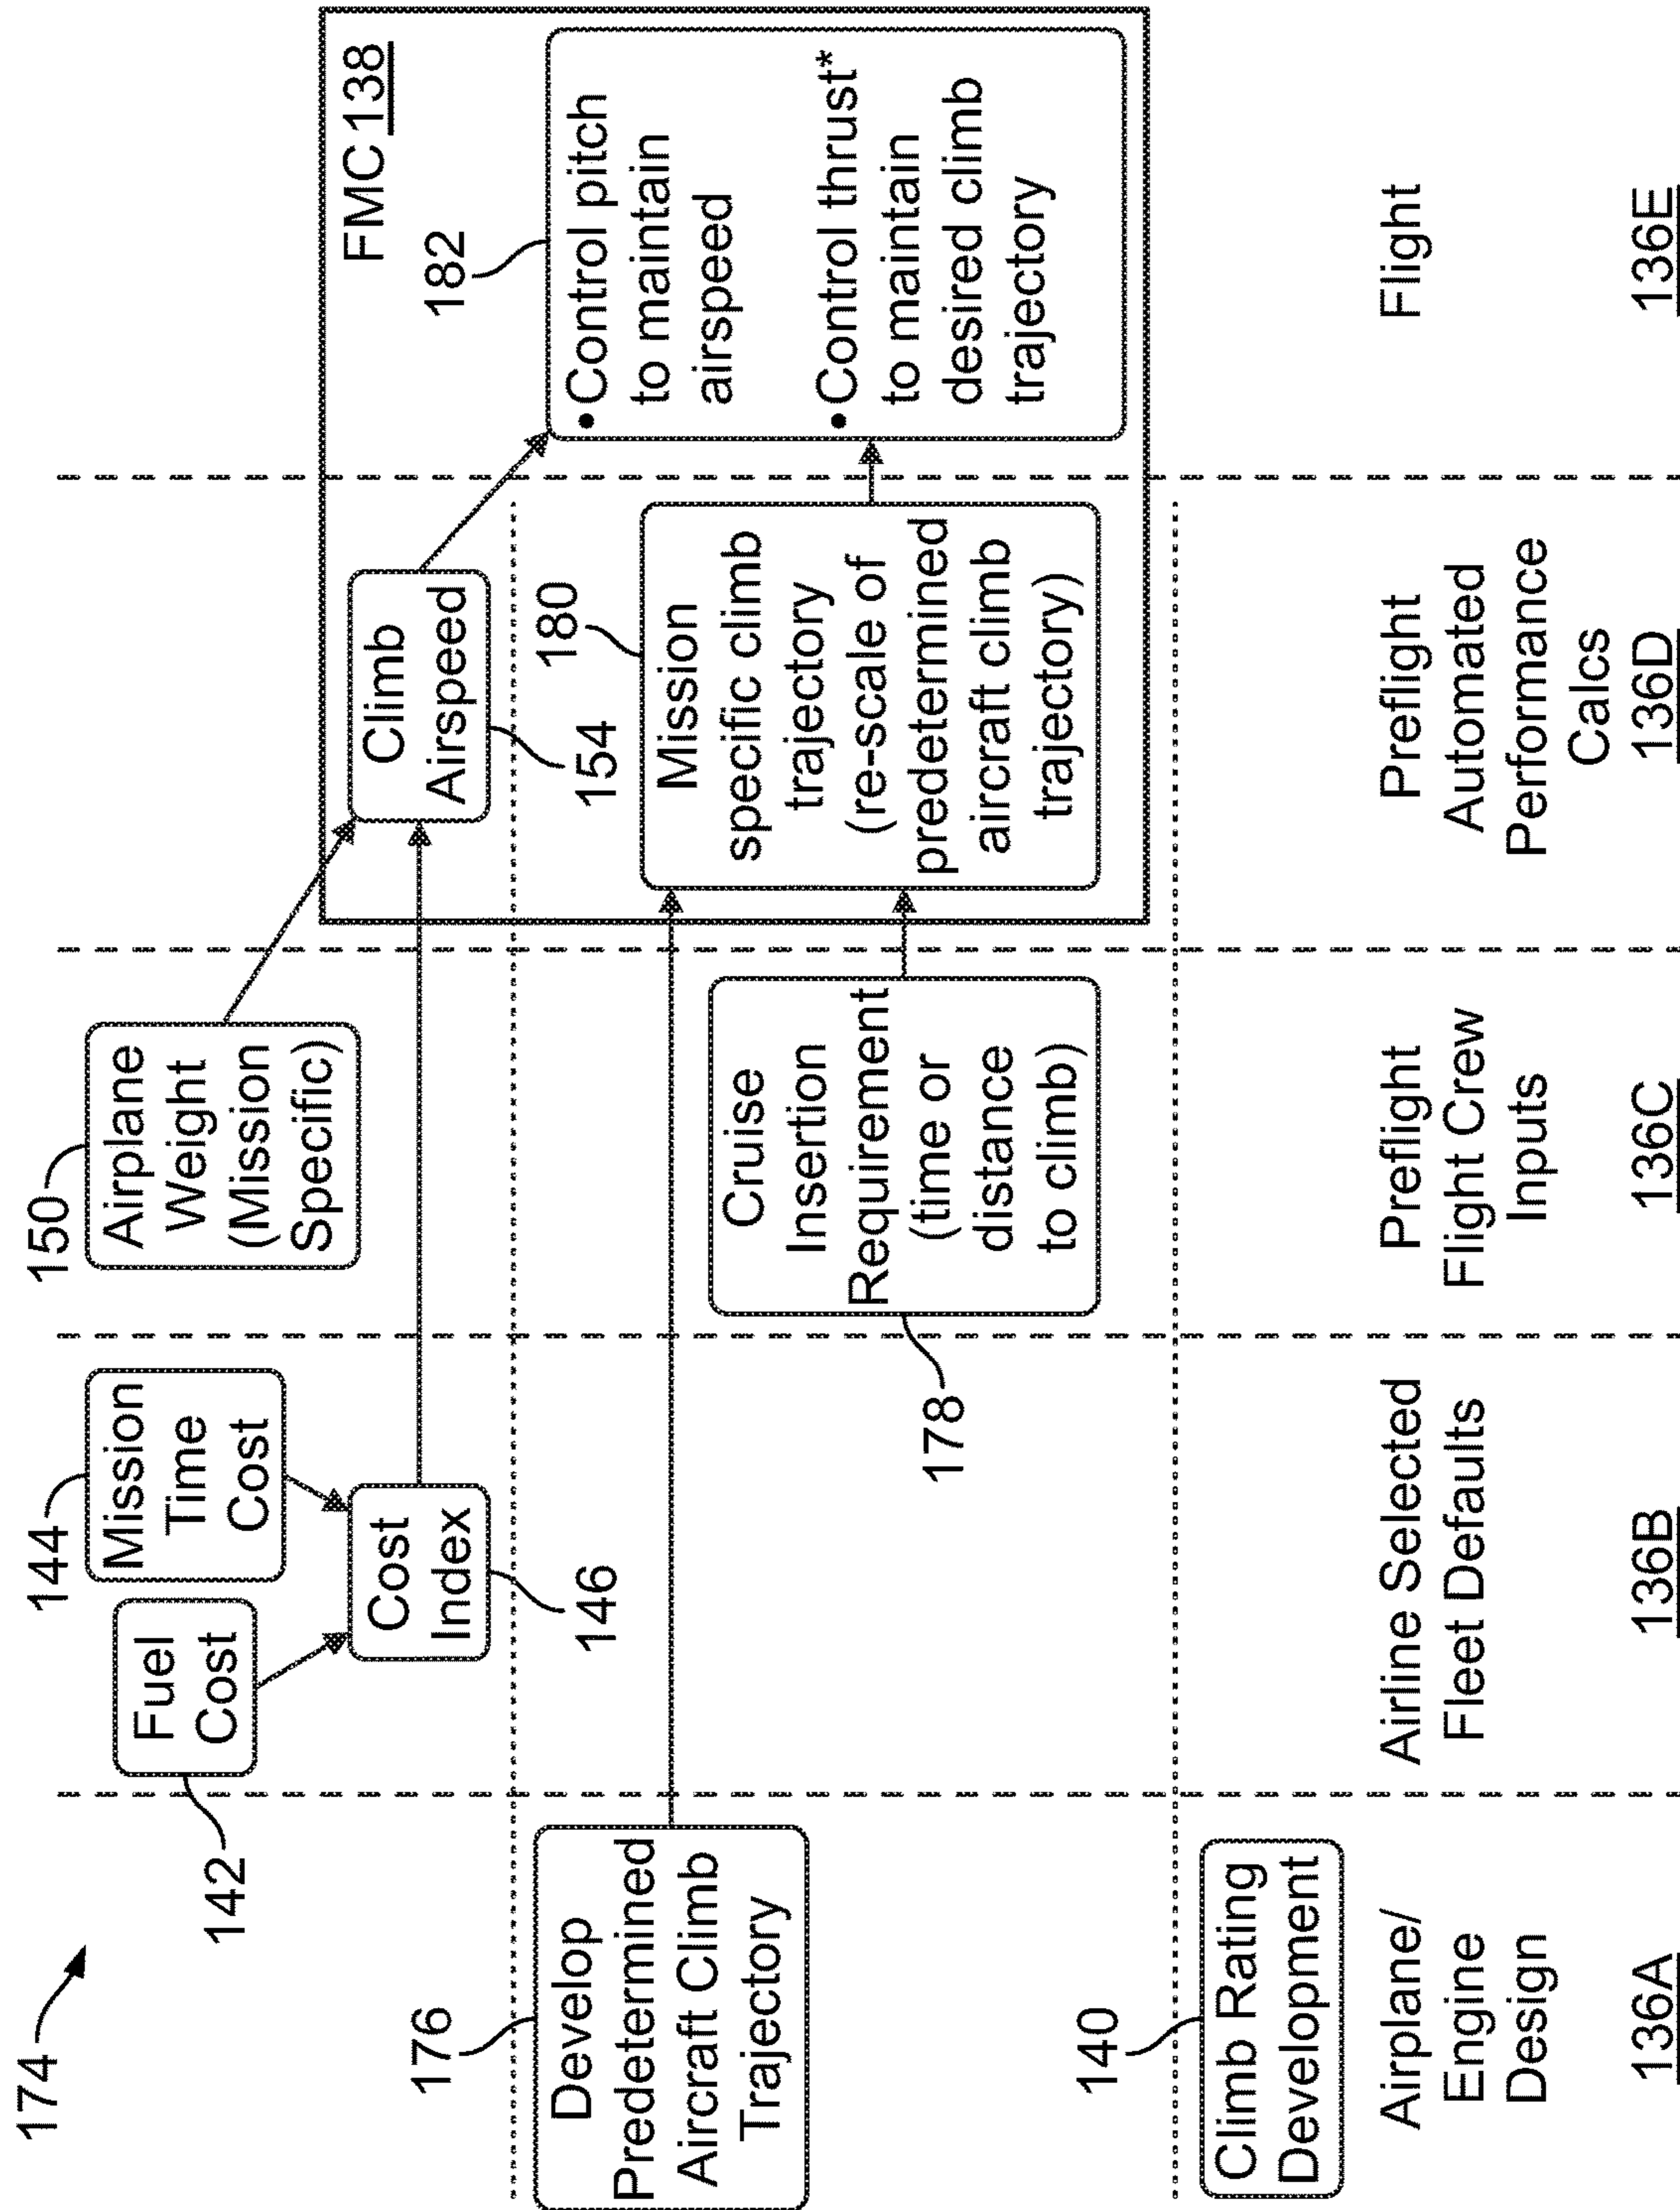 174
142
Fuel
Cost
144
Mission
Time
Cost
Cost
Index
146
150
Airplane
Weight
(Mission
Specific)
FMC 138
Climb
Airspeed
154
182
•Control pitch
to maintain
airspeed
•Control thrust*
to maintain
desired climb
trajectory
176
Develop
Predetermined
Aircraft Climb
Trajectory
178
Cruise
Insertion
Requirement
(time or
distance
to climb)
180
Mission
specific climb
trajectory
(re-scale of
predetermined
aircraft climb
trajectory)
140
Climb Rating
Development
Airplane/
Engine
Design
136A
Airline Selected
Fleet Defaults
136B
Preflight
Flight Crew
Inputs
136C
Preflight
Automated
Performance
Calcs
136D
Flight
136E